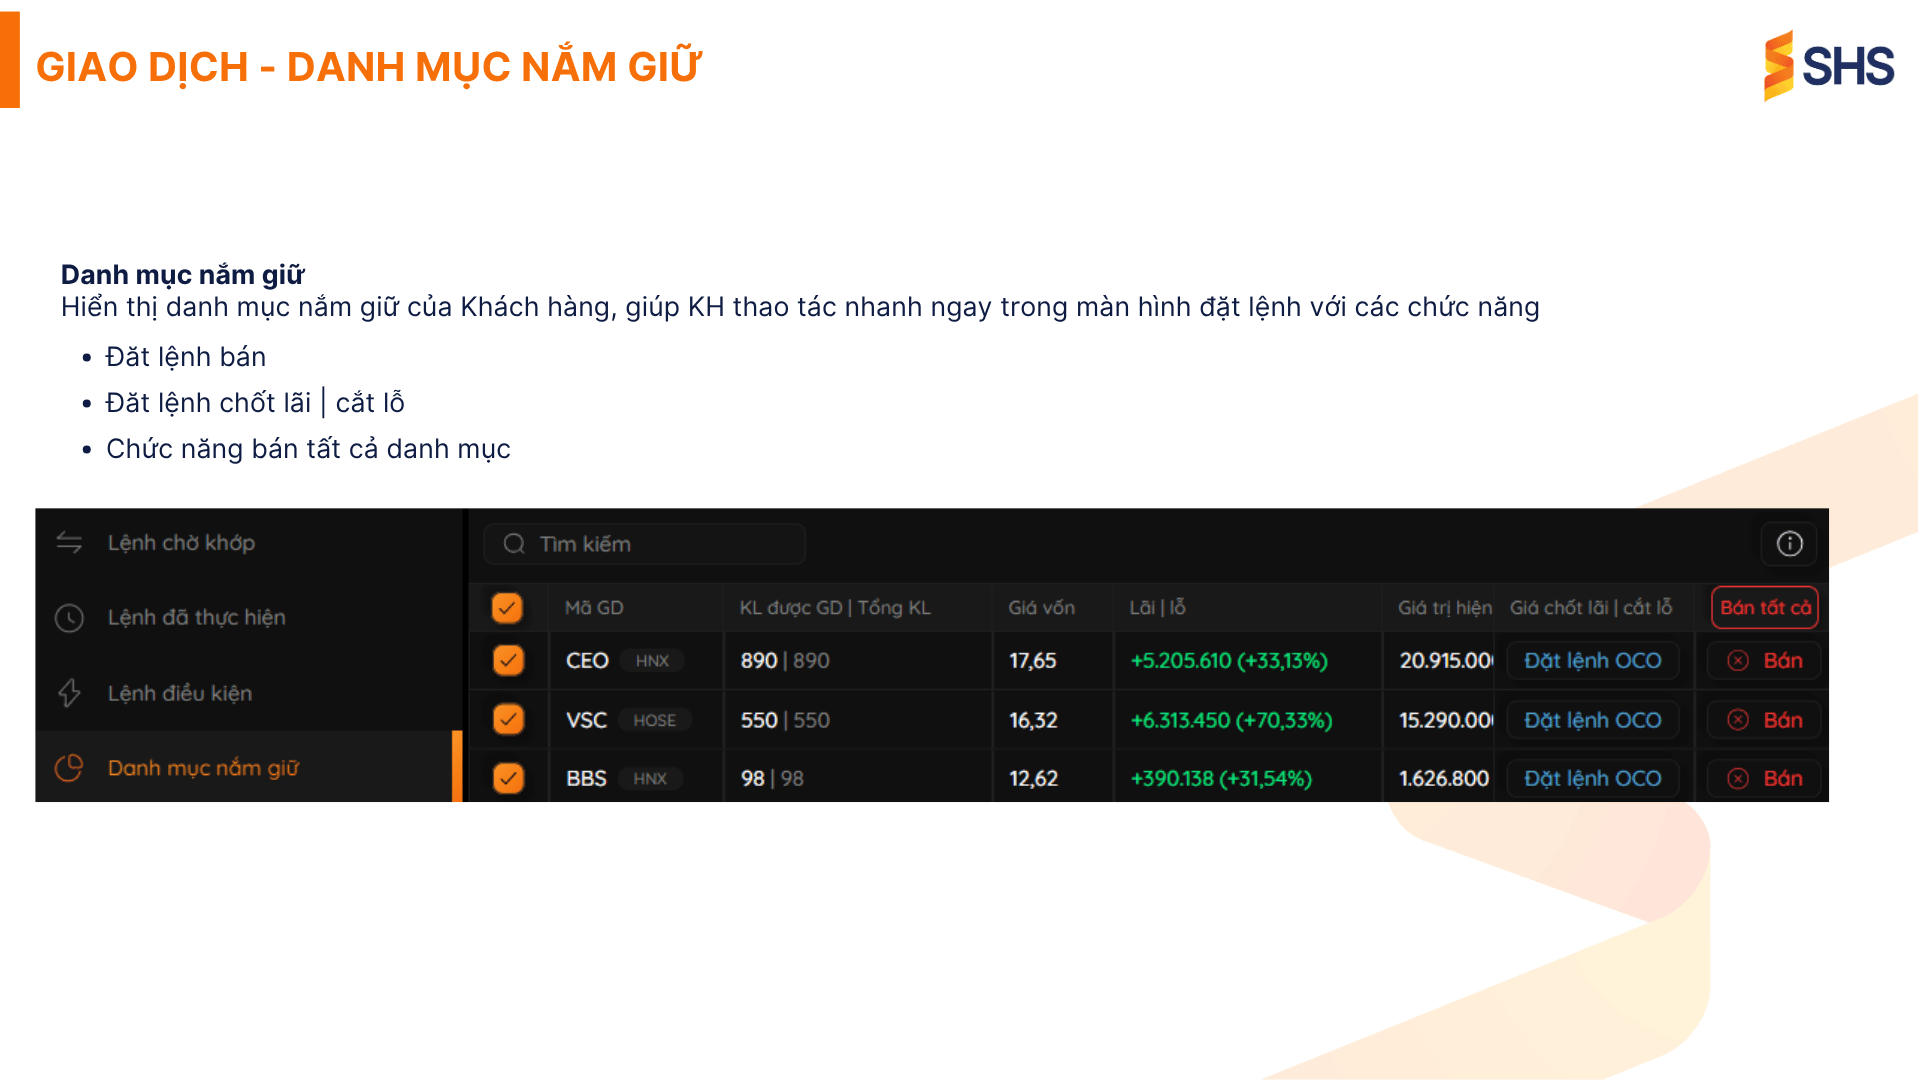 GIAO DỊCH - DANH MỤC NẮM GIỮ
SHS
Danh mục nắm giữ
Hiển thị danh mục nắm giữ của Khách hàng, giúp KH thao tác nhanh ngay trong màn hình đặt lệnh với các chức năng
• Đăt lệnh bán
• Đăt lệnh chốt lãi | cắt lỗ
• Chức năng bán tất cả danh mục
Lệnh chờ khớp
Lệnh đã thực hiện
Lệnh điều kiện
Danh mục nắm giữ
Tìm kiếm
Mã GD KL được GD | Tổng KL Giá vốn Lãi | lỗ Giá trị hiện Giá chốt lãi | cắt lỗ Bán tất cả
CEO HNX 890 | 890 17,65 +5.205.610 (+33,13%) 20.915.00 Đặt lệnh OCO Bán
VSC HOSE 550 | 550 16,32 +6.313.450 (+70,33%) 15.290.00 Đặt lệnh OCO Bán
BBS HNX 98 | 98 12,62 +390.138 (+31,54%) 1.626.800 Đặt lệnh OCO Bán